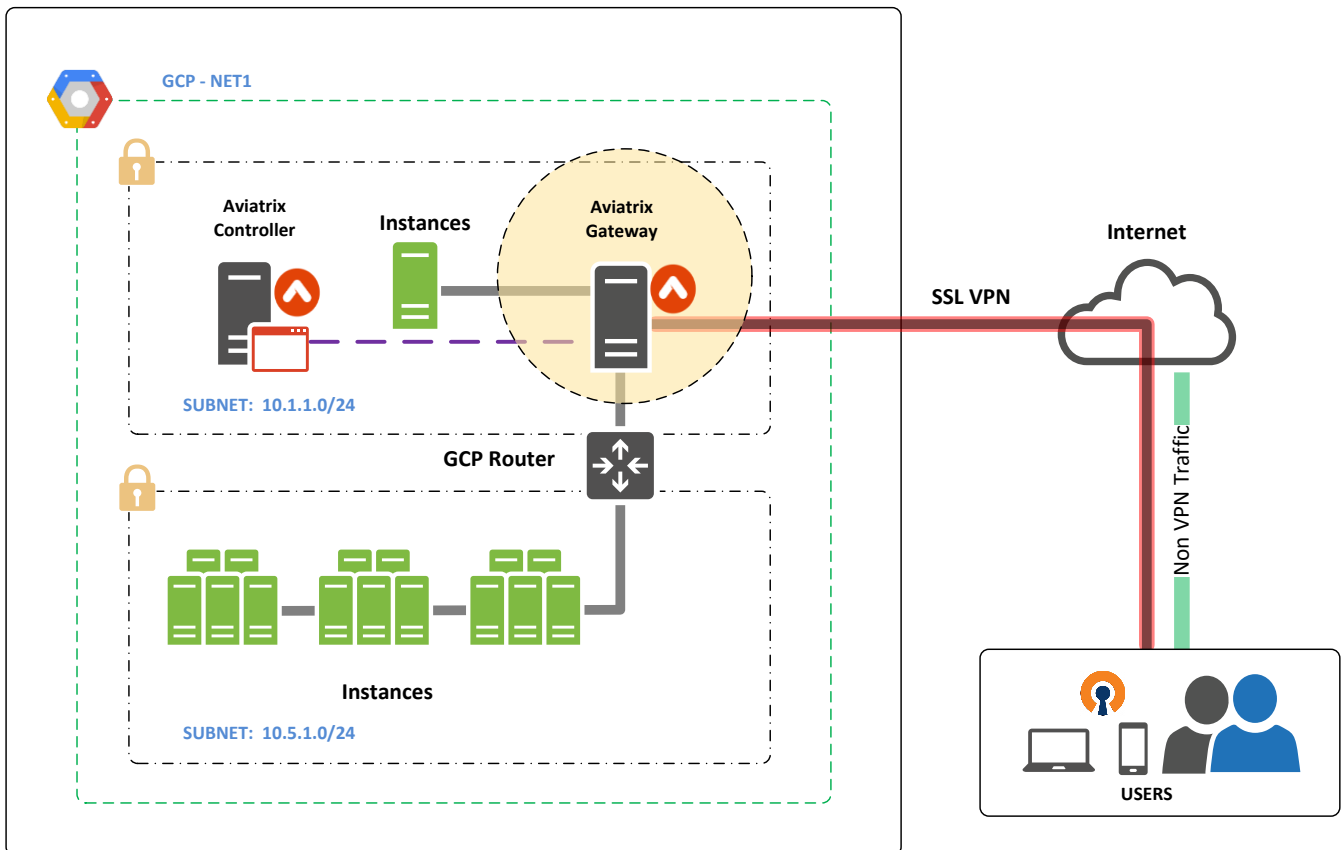 GCP - NET1
Aviatrix
Controller
Instances
Aviatrix
Gateway
Internet
SSL VPN
SUBNET: 10.1.1.0/24
GCP Router
Non VPN Traffic
Instances
SUBNET: 10.5.1.0/24
USERS